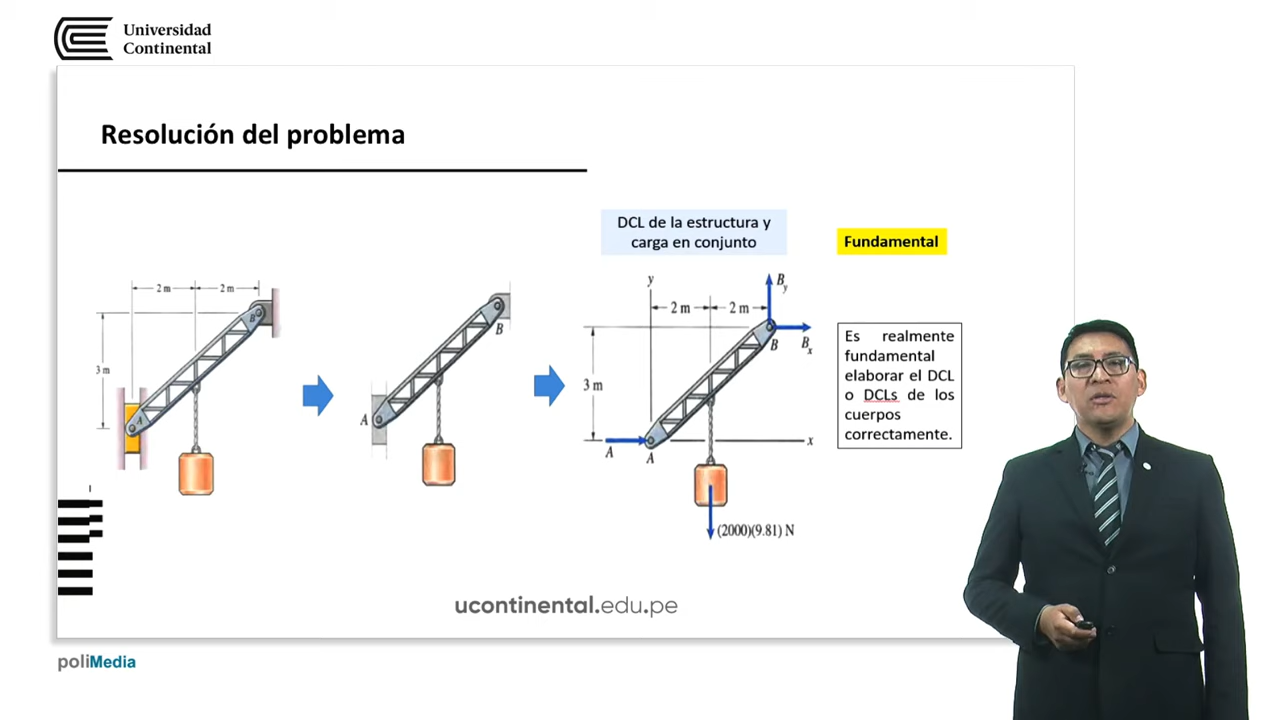 Universidad
Continental
Resolución del problema
DCL de la estructura y
carga en conjunto
Fundamental
2 m
2 m
B
3 m
A
B
A
y
2 m
2 m
B
y
B
B
x
3 m
A
A
x
(2000)(9.81) N
Es realmente
fundamental
elaborar el DCL
o DCLs de los
cuerpos
correctamente.
ucontinental.edu.pe
poliMedia